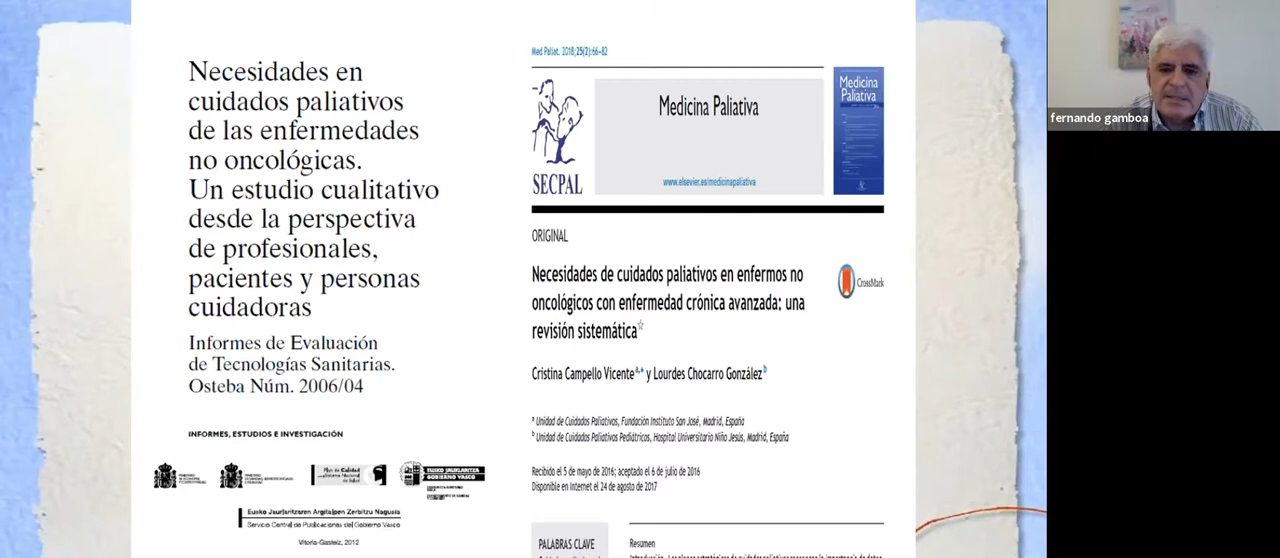 Necesidades en
cuidados paliativos
de las enfermedades
no oncológicas.
Un estudio cualitativo
desde la perspectiva
de profesionales,
pacientes y personas
cuidadoras
Informes de Evaluación
de Tecnologías Sanitarias.
Osteba Núm. 2006/04
INFORMES, ESTUDIOS E INVESTIGACIÓN
EUSKO JAURLARITZA
GOBIERNO VASCO
Eusko Jaurlaritzaren Argitalpen Zerbitzu Nagusia
Servicio Central de Publicaciones del Gobierno Vasco
Vitoria-Gasteiz, 2012
Med Paliat. 2018;25(2):66-82
SECPAL
Medicina Paliativa
www.elsevier.es/medicinapaliativa
Medicina
Paliativa
ORIGINAL
Necesidades de cuidados paliativos en enfermos no
oncológicos con enfermedad crónica avanzada: una
revisión sistemática☆
CrossMark
Cristina Campello Vicente a,* y Lourdes Chocarro González b
a Unidad de Cuidados Paliativos, Fundación Instituto San José, Madrid, España
b Unidad de Cuidados Paliativos Pediátricos, Hospital Universitario Niño Jesús, Madrid, España
Recibido el 5 de mayo de 2016; aceptado el 6 de julio de 2016
Disponible en Internet el 24 de agosto de 2017
PALABRAS CLAVE
Resumen
fernando gamboa